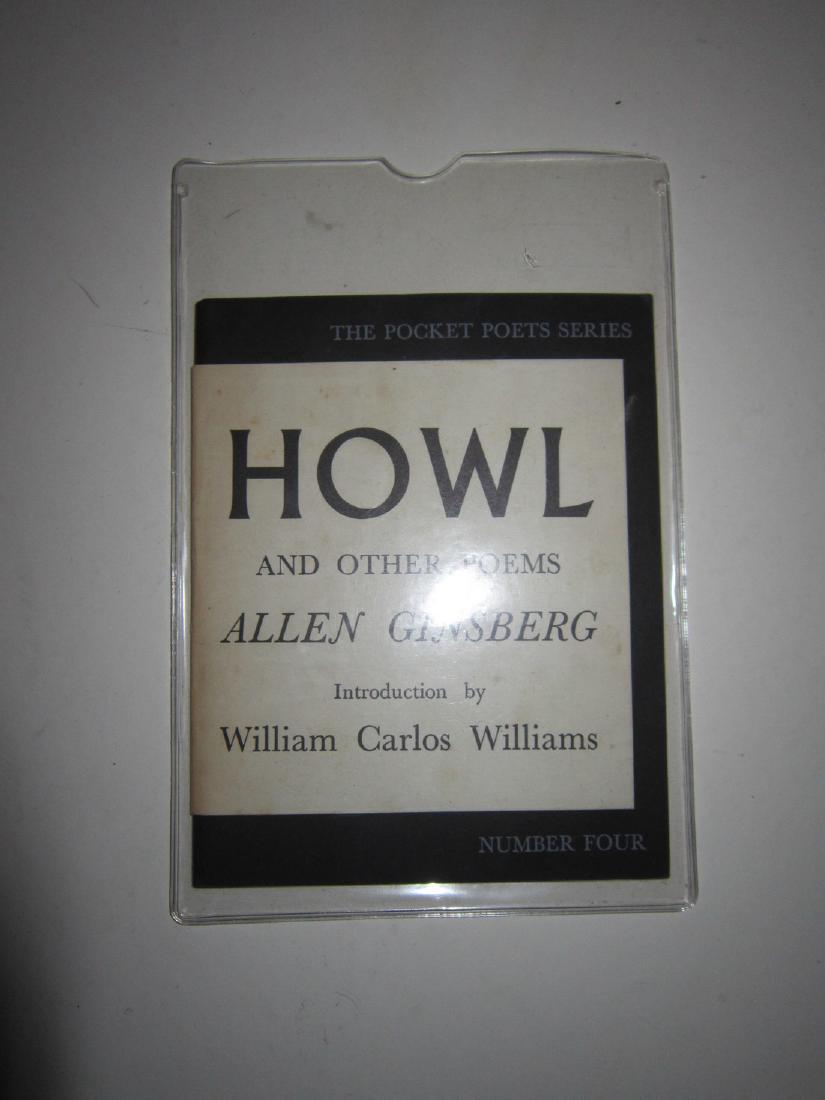 THE POCKET POETS SERIES
HOWL
AND OTHER POEMS
ALLEN GINSBERG
Introduction by
William Carlos Williams
NUMBER FOUR